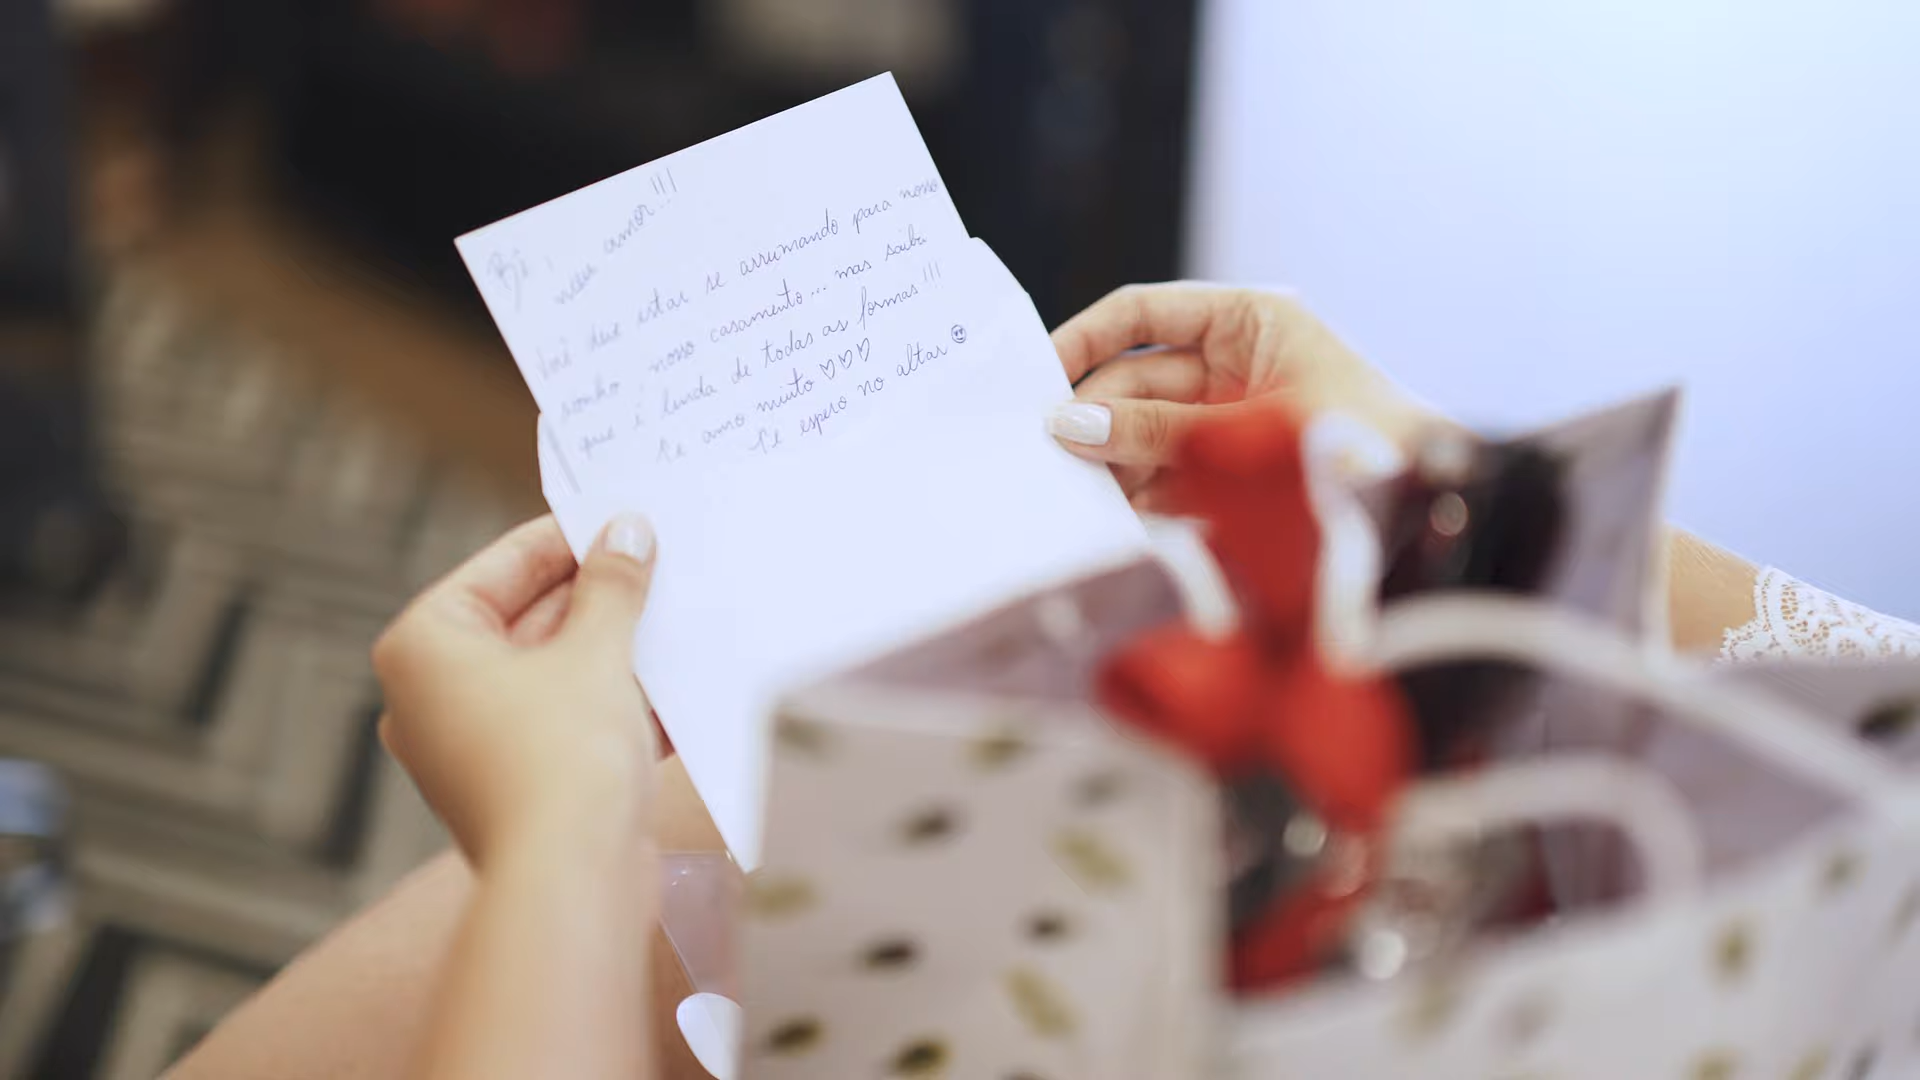 Bi, meu amor!!!
Você deve estar se arrumando para nosso
sonho, nosso casamento... mas saiba
que é linda de todas as formas!!!
te amo muito ♡♡♡
te espero no altar 😍